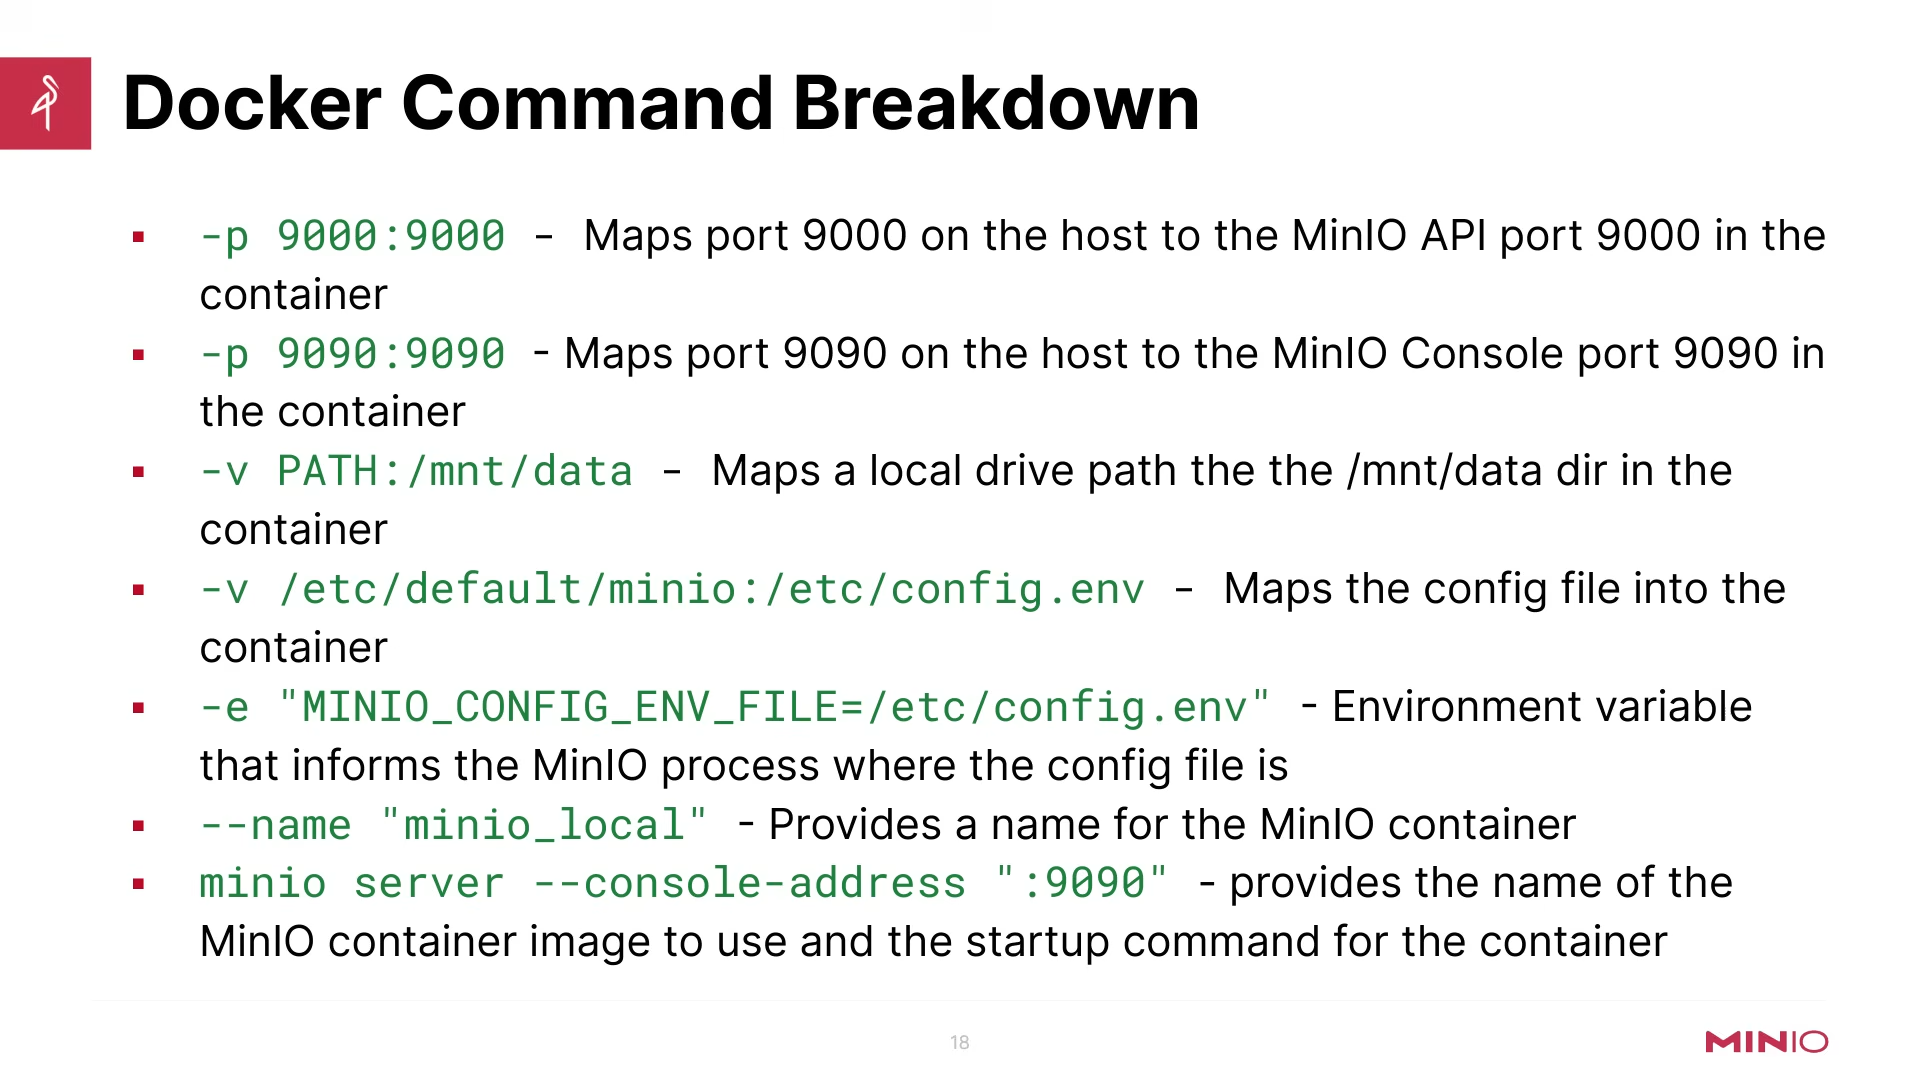 Docker Command Breakdown
▪ -p 9000:9000 - Maps port 9000 on the host to the MinIO API port 9000 in the
container
▪ -p 9090:9090 - Maps port 9090 on the host to the MinIO Console port 9090 in
the container
▪ -v PATH:/mnt/data - Maps a local drive path the the /mnt/data dir in the
container
▪ -v /etc/default/minio:/etc/config.env - Maps the config file into the
container
▪ -e "MINIO_CONFIG_ENV_FILE=/etc/config.env" - Environment variable
that informs the MinIO process where the config file is
▪ --name "minio_local" - Provides a name for the MinIO container
▪ minio server --console-address ":9090" - provides the name of the
MinIO container image to use and the startup command for the container
18
MINIO